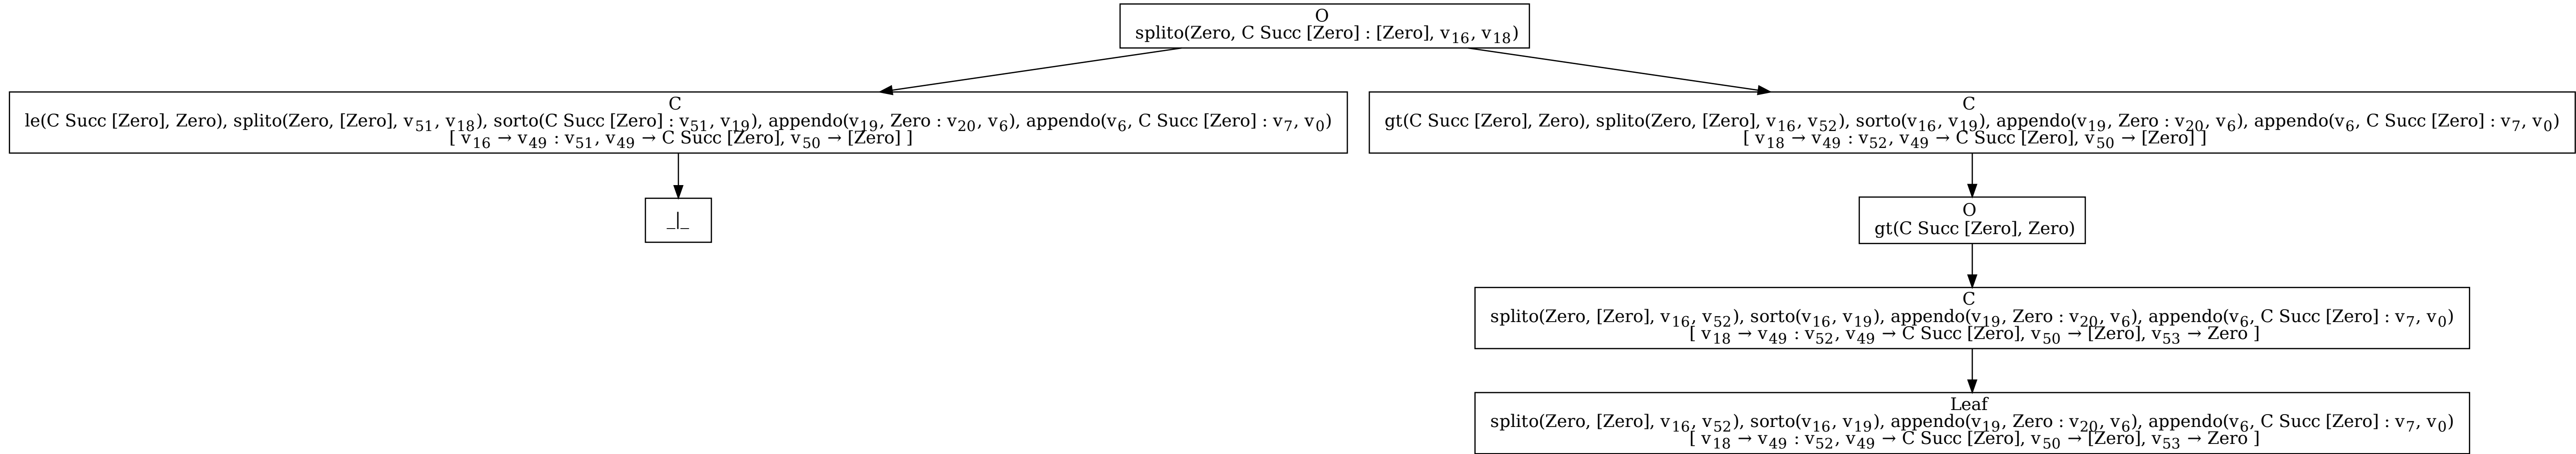 O
splito(Zero, C Succ [Zero] : [Zero], v₁₆, v₁₈)
C
le(C Succ [Zero], Zero), splito(Zero, [Zero], v₅₁, v₁₈), sorto(C Succ [Zero] : v₅₁, v₁₉), appendo(v₁₉, Zero : v₂₀, v₆), appendo(v₆, C Succ [Zero] : v₇, v₀)
[ v₁₆ → v₄₉ : v₅₁, v₄₉ → C Succ [Zero], v₅₀ → [Zero] ]
C
gt(C Succ [Zero], Zero), splito(Zero, [Zero], v₁₆, v₅₂), sorto(v₁₆, v₁₉), appendo(v₁₉, Zero : v₂₀, v₆), appendo(v₆, C Succ [Zero] : v₇, v₀)
[ v₁₈ → v₄₉ : v₅₂, v₄₉ → C Succ [Zero], v₅₀ → [Zero] ]
_|_
O
gt(C Succ [Zero], Zero)
C
splito(Zero, [Zero], v₁₆, v₅₂), sorto(v₁₆, v₁₉), appendo(v₁₉, Zero : v₂₀, v₆), appendo(v₆, C Succ [Zero] : v₇, v₀)
[ v₁₈ → v₄₉ : v₅₂, v₄₉ → C Succ [Zero], v₅₀ → [Zero], v₅₃ → Zero ]
Leaf
splito(Zero, [Zero], v₁₆, v₅₂), sorto(v₁₆, v₁₉), appendo(v₁₉, Zero : v₂₀, v₆), appendo(v₆, C Succ [Zero] : v₇, v₀)
[ v₁₈ → v₄₉ : v₅₂, v₄₉ → C Succ [Zero], v₅₀ → [Zero], v₅₃ → Zero ]